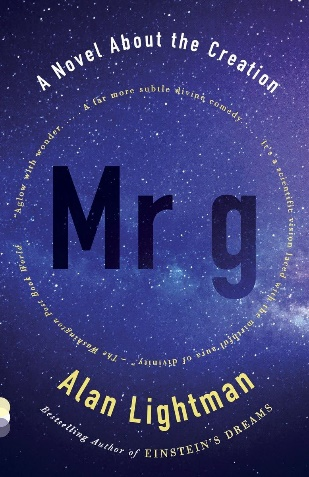 A Novel About the Creation
"Aglow with wonder. A far more subtle divine comedy. It's a scientific vision laced with the mirthful aura of divinity." – The Washington Post Book World
Mr g
Alan Lightman
Bestselling Author of EINSTEIN'S DREAMS